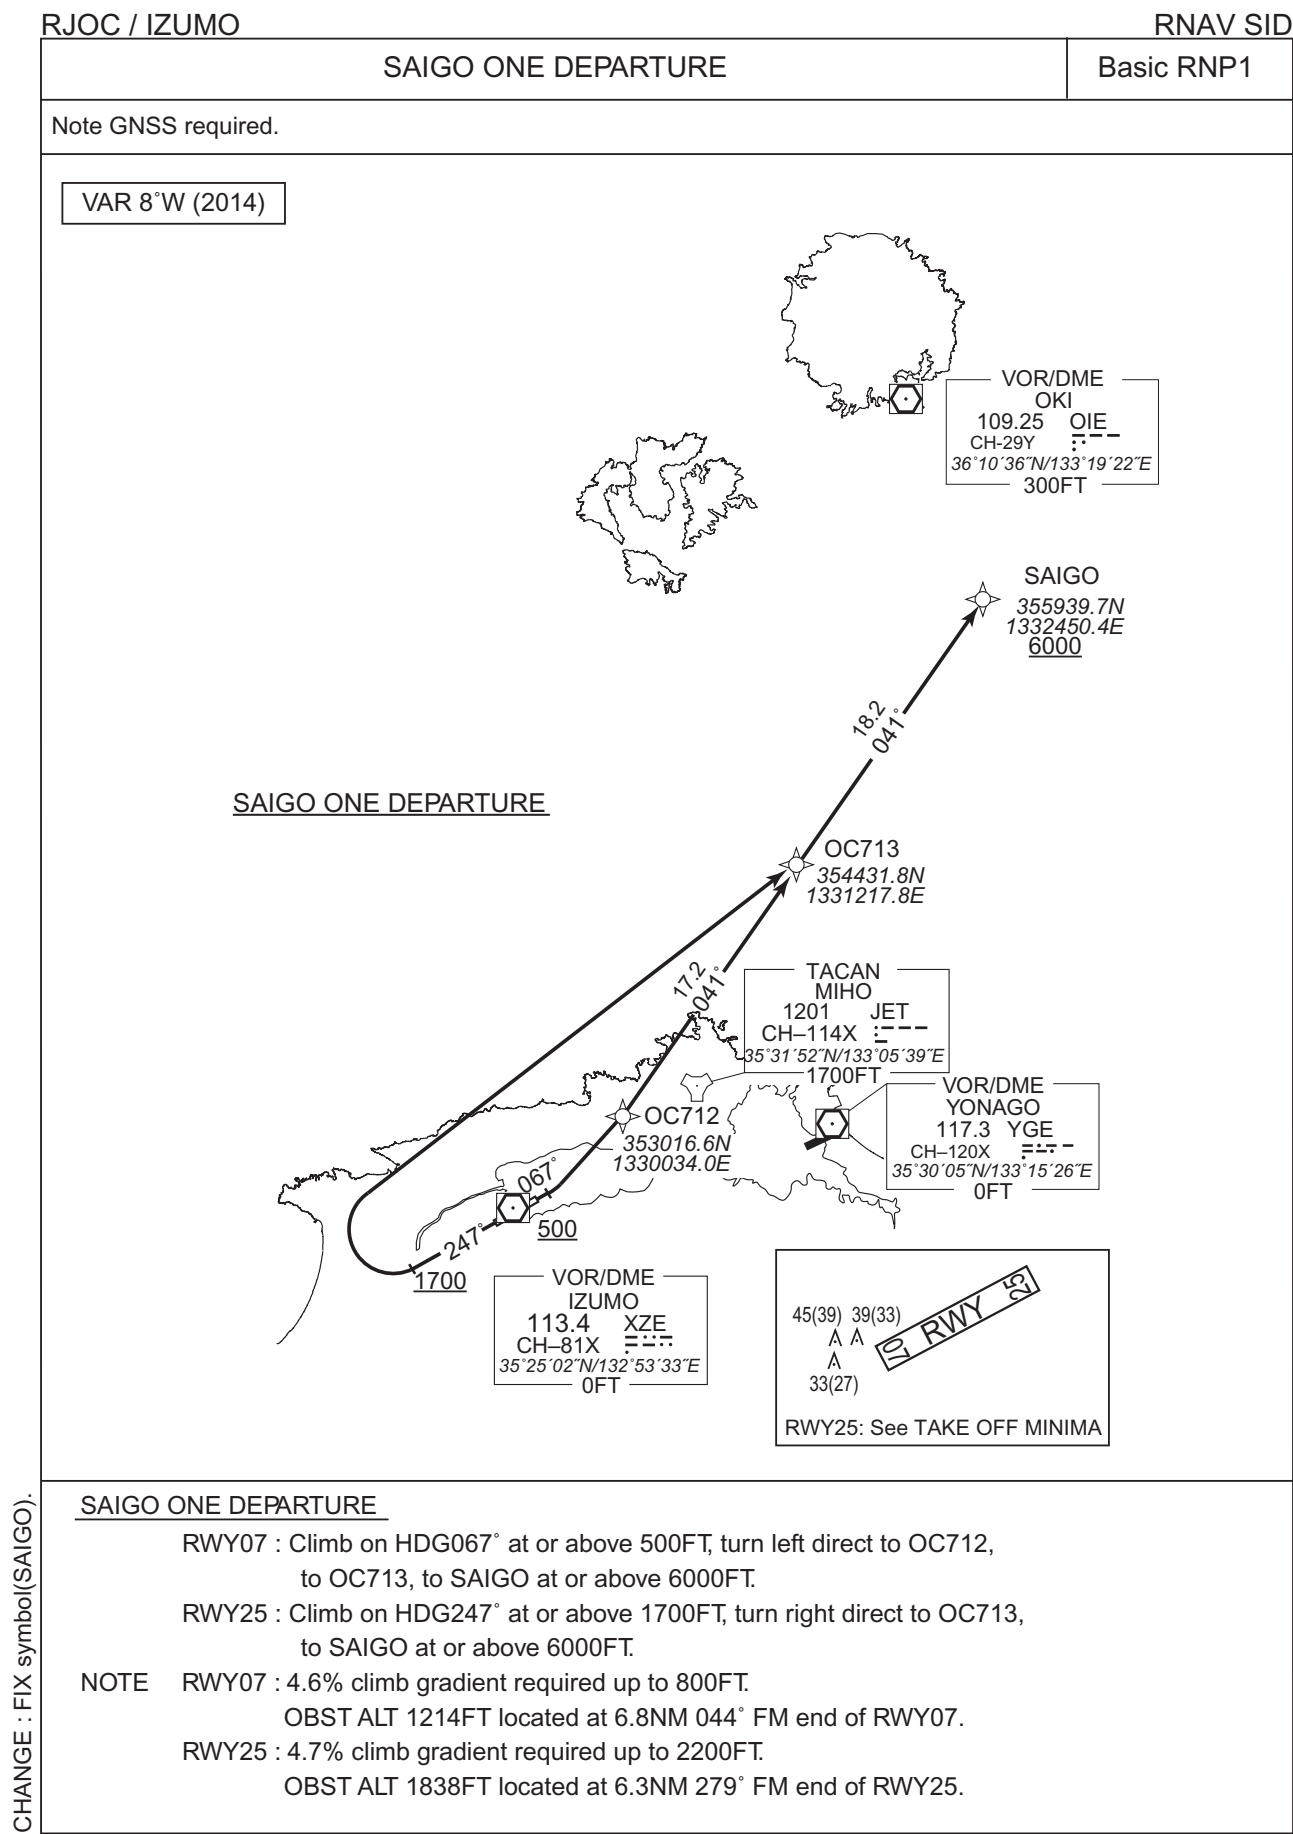 RJOC / IZUMO
RNAV SID
SAIGO ONE DEPARTURE
Basic RNP1
Note GNSS required.
VAR 8˚W (2014)
VOR/DME
OKI
109.25 OIE
CH-29Y
36˚10´36˝N/133˚19´22˝E
300FT
SAIGO
355939.7N
1332450.4E
6000
18.2
041˚
SAIGO ONE DEPARTURE
OC713
354431.8N
1331217.8E
17.2
041˚
TACAN
MIHO
1201 JET
CH–114X
35˚31´52˝N/133˚05´39˝E
1700FT
VOR/DME
YONAGO
117.3 YGE
CH–120X
35˚30´05˝N/133˚15´26˝E
0FT
OC712
353016.6N
1330034.0E
067˚
500
247˚
1700
VOR/DME
IZUMO
113.4 XZE
CH–81X
35˚25´02˝N/132˚53´33˝E
0FT
45(39) 39(33)
33(27)
07 RWY 25
RWY25: See TAKE OFF MINIMA
SAIGO ONE DEPARTURE
RWY07 : Climb on HDG067˚ at or above 500FT, turn left direct to OC712,
to OC713, to SAIGO at or above 6000FT.
RWY25 : Climb on HDG247˚ at or above 1700FT, turn right direct to OC713,
to SAIGO at or above 6000FT.
NOTE RWY07 : 4.6% climb gradient required up to 800FT.
OBST ALT 1214FT located at 6.8NM 044˚ FM end of RWY07.
RWY25 : 4.7% climb gradient required up to 2200FT.
OBST ALT 1838FT located at 6.3NM 279˚ FM end of RWY25.
CHANGE : FIX symbol(SAIGO).